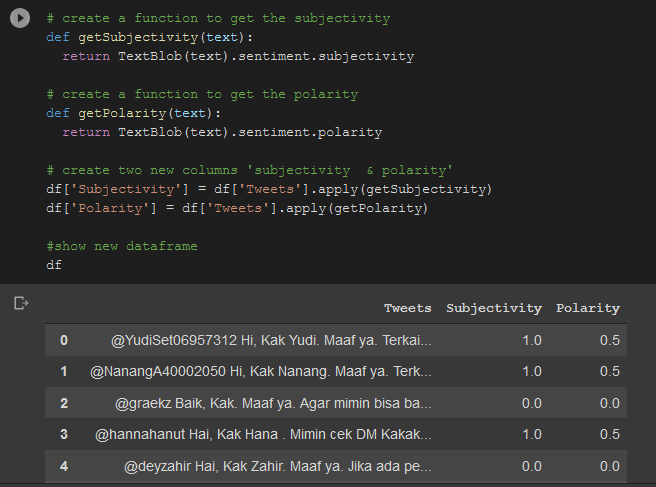 # create a function to get the subjectivity
def getSubjectivity(text):
  return TextBlob(text).sentiment.subjectivity

# create a function to get the polarity
def getPolarity(text):
  return TextBlob(text).sentiment.polarity

# create two new columns 'subjectivity  & polarity'
df['Subjectivity'] = df['Tweets'].apply(getSubjectivity)
df['Polarity'] = df['Tweets'].apply(getPolarity)

#show new dataframe
df
Tweets Subjectivity Polarity
0 @YudiSet06957312 Hi, Kak Yudi. Maaf ya. Terkai... 1.0 0.5
1 @NanangA40002050 Hi, Kak Nanang. Maaf ya. Terk... 1.0 0.5
2 @graekz Baik, Kak. Maaf ya. Agar mimin bisa ba... 0.0 0.0
3 @hannahanut Hai, Kak Hana . Mimin cek DM Kakak... 1.0 0.5
4 @deyzahir Hai, Kak Zahir. Maaf ya. Jika ada pe... 0.0 0.0